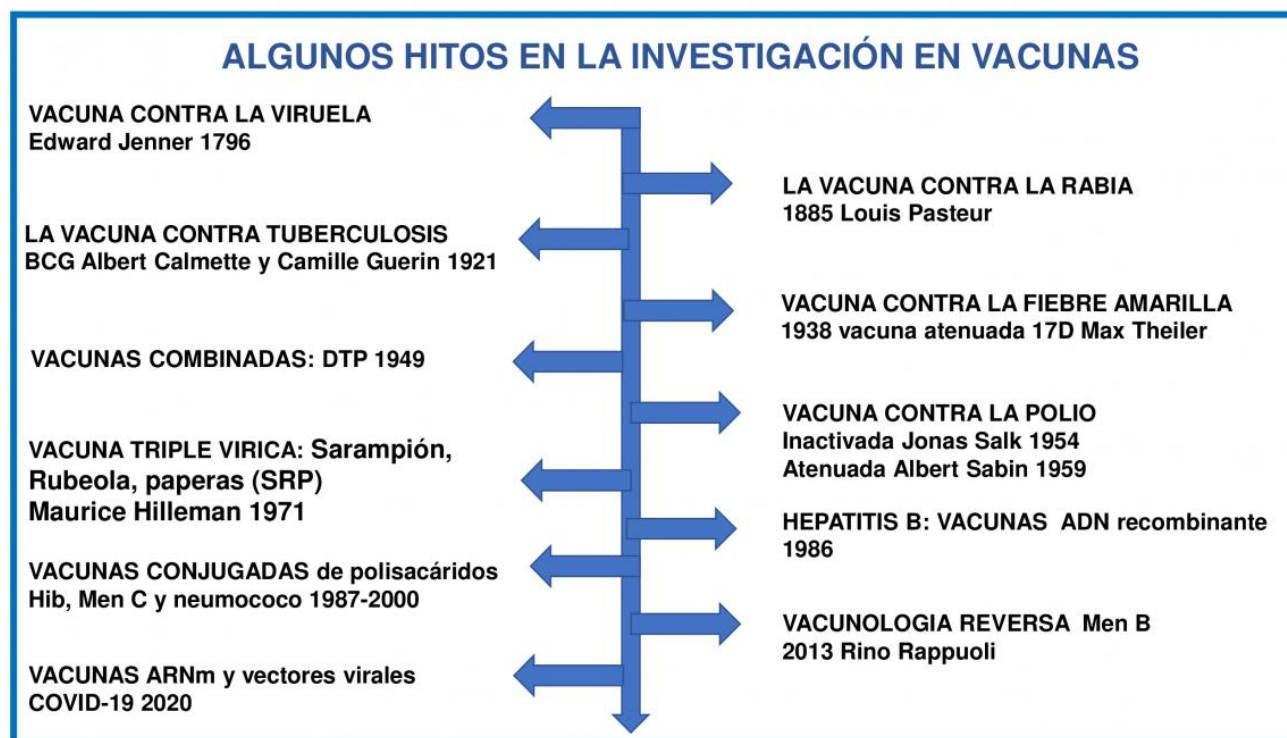 ALGUNOS HITOS EN LA INVESTIGACIÓN EN VACUNAS
VACUNA CONTRA LA VIRUELA
Edward Jenner 1796
LA VACUNA CONTRA LA RABIA
1885 Louis Pasteur
LA VACUNA CONTRA TUBERCULOSIS
BCG Albert Calmette y Camille Guerin 1921
VACUNA CONTRA LA FIEBRE AMARILLA
1938 vacuna atenuada 17D Max Theiler
VACUNAS COMBINADAS: DTP 1949
VACUNA CONTRA LA POLIO
Inactivada Jonas Salk 1954
Atenuada Albert Sabin 1959
VACUNA TRIPLE VIRICA: Sarampión,
Rubeola, paperas (SRP)
Maurice Hilleman 1971
HEPATITIS B: VACUNAS ADN recombinante
1986
VACUNAS CONJUGADAS de polisacáridos
Hib, Men C y neumococo 1987-2000
VACUNOLOGIA REVERSA Men B
2013 Rino Rappuoli
VACUNAS ARNm y vectores virales
COVID-19 2020